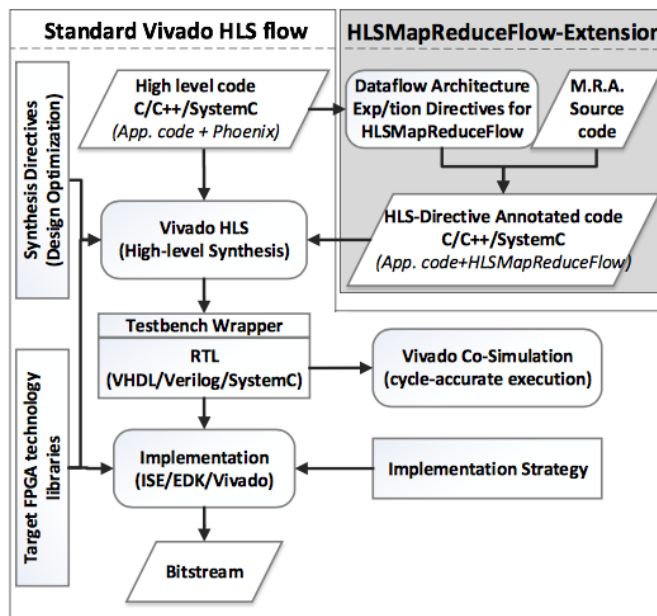 Standard Vivado HLS flow
HLSMapReduceFlow-Extension
Synthesis Directives
(Design Optimization)
High level code
C/C++/SystemC
(App. code + Phoenix)
Dataflow Architecture
Exp/tion Directives for
HLSMapReduceFlow
M.R.A.
Source
code
Vivado HLS
(High-level Synthesis)
HLS-Directive Annotated code
C/C++/SystemC
(App. code+HLSMapReduceFlow)
Testbench Wrapper
RTL
(VHDL/Verilog/SystemC)
Vivado Co-Simulation
(cycle-accurate execution)
Target FPGA technology
libraries
Implementation
(ISE/EDK/Vivado)
Implementation Strategy
Bitstream